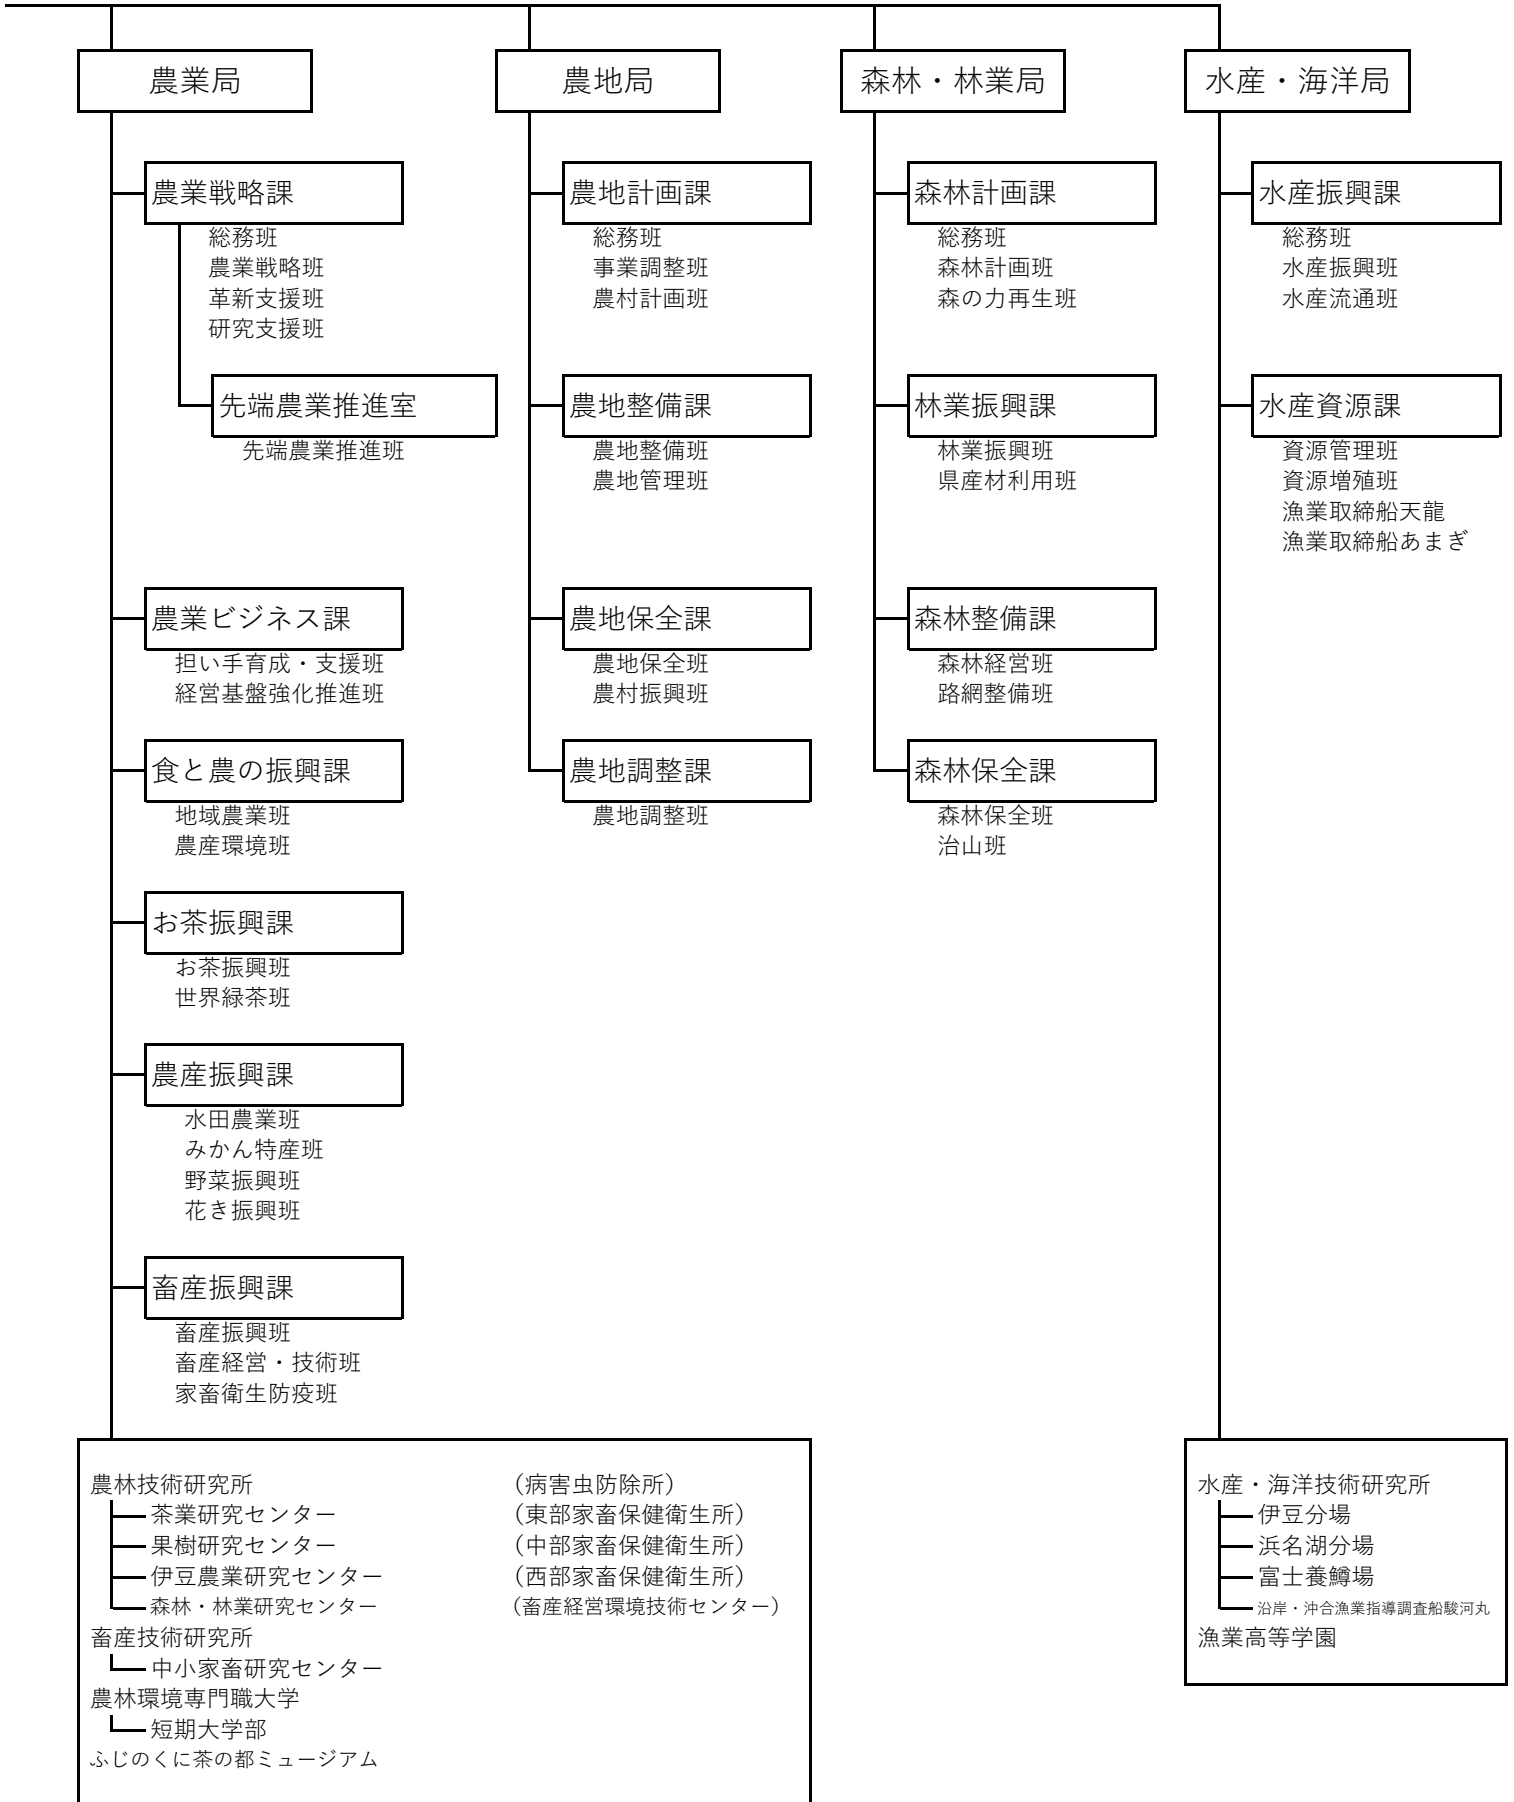 農業局
農業戦略課
総務班
農業戦略班
革新支援班
研究支援班
先端農業推進室
先端農業推進班
農業ビジネス課
担い手育成・支援班
経営基盤強化推進班
食と農の振興課
地域農業班
農産環境班
お茶振興課
お茶振興班
世界緑茶班
農産振興課
水田農業班
みかん特産班
野菜振興班
花き振興班
畜産振興課
畜産振興班
畜産経営・技術班
家畜衛生防疫班
農林技術研究所
茶業研究センター
果樹研究センター
伊豆農業研究センター
森林・林業研究センター
畜産技術研究所
中小家畜研究センター
農林環境専門職大学
短期大学部
ふじのくに茶の都ミュージアム
（病害虫防除所）
（東部家畜保健衛生所）
（中部家畜保健衛生所）
（西部家畜保健衛生所）
（畜産経営環境技術センター）
農地局
農地計画課
総務班
事業調整班
農村計画班
農地整備課
農地整備班
農地管理班
農地保全課
農地保全班
農村振興班
農地調整課
農地調整班
森林・林業局
森林計画課
総務班
森林計画班
森の力再生班
林業振興課
林業振興班
県産材利用班
森林整備課
森林経営班
路網整備班
森林保全課
森林保全班
治山班
水産・海洋局
水産振興課
総務班
水産振興班
水産流通班
水産資源課
資源管理班
資源増殖班
漁業取締船天龍
漁業取締船あまぎ
水産・海洋技術研究所
伊豆分場
浜名湖分場
富士養鱒場
沿岸・沖合漁業指導調査船駿河丸
漁業高等学園